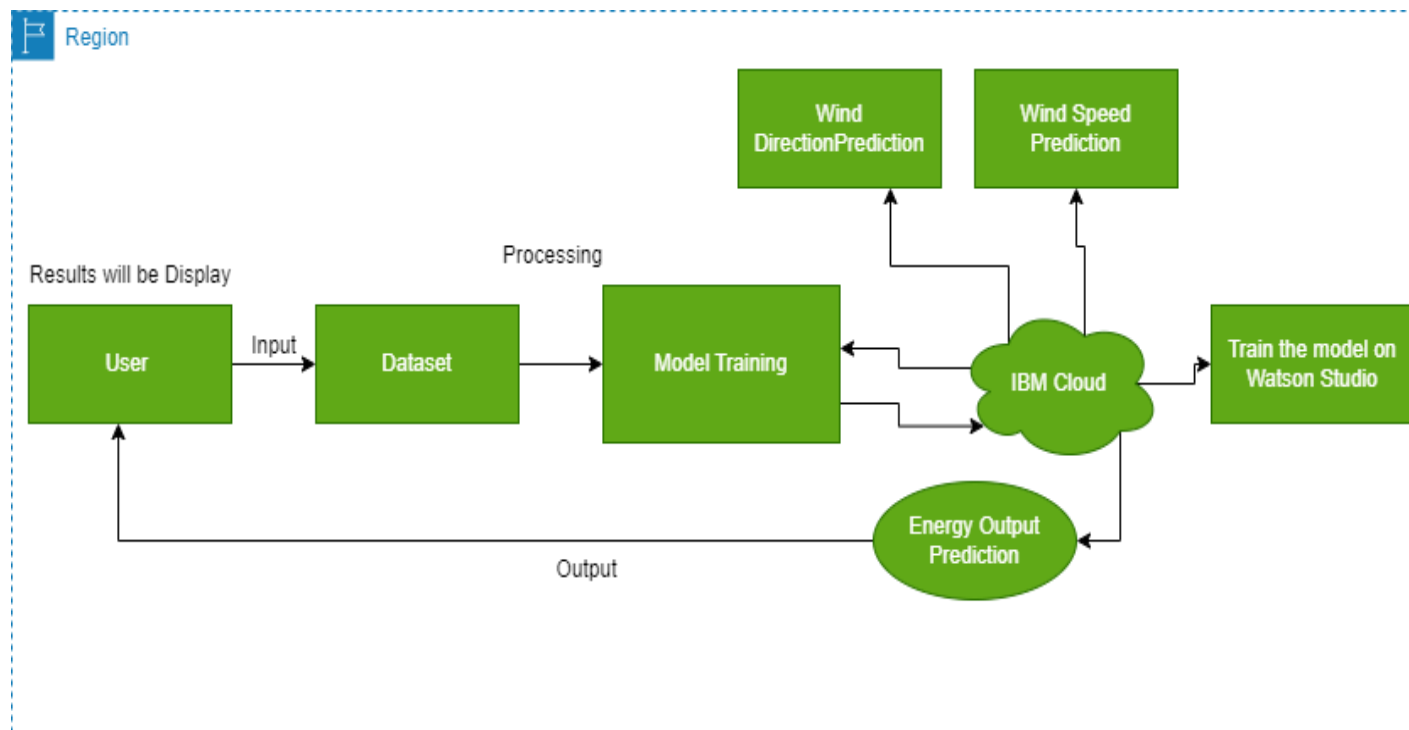 Region
Wind
DirectionPrediction
Wind Speed
Prediction
Processing
Results will be Display
User
Input
Dataset
Model Training
IBM Cloud
Train the model on
Watson Studio
Energy Output
Prediction
Output